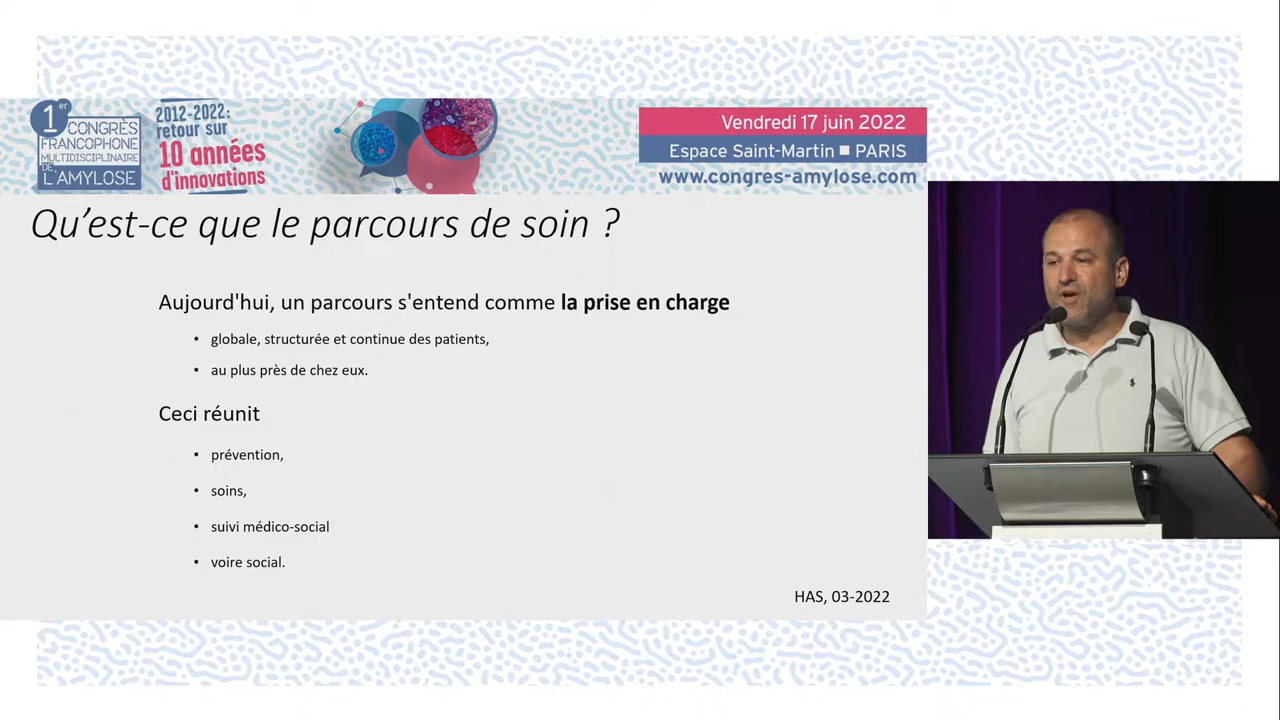 1er
CONGRÈS
FRANCOPHONE
MULTIDISCIPLINAIRE
DE
L'AMYLOSE
2012-2022:
retour sur
10 années
d'innovations
Vendredi 17 juin 2022
Espace Saint-Martin ■ PARIS
www.congres-amylose.com
Qu'est-ce que le parcours de soin ?
Aujourd'hui, un parcours s'entend comme la prise en charge
• globale, structurée et continue des patients,
• au plus près de chez eux.
Ceci réunit
• prévention,
• soins,
• suivi médico-social
• voire social.
HAS, 03-2022